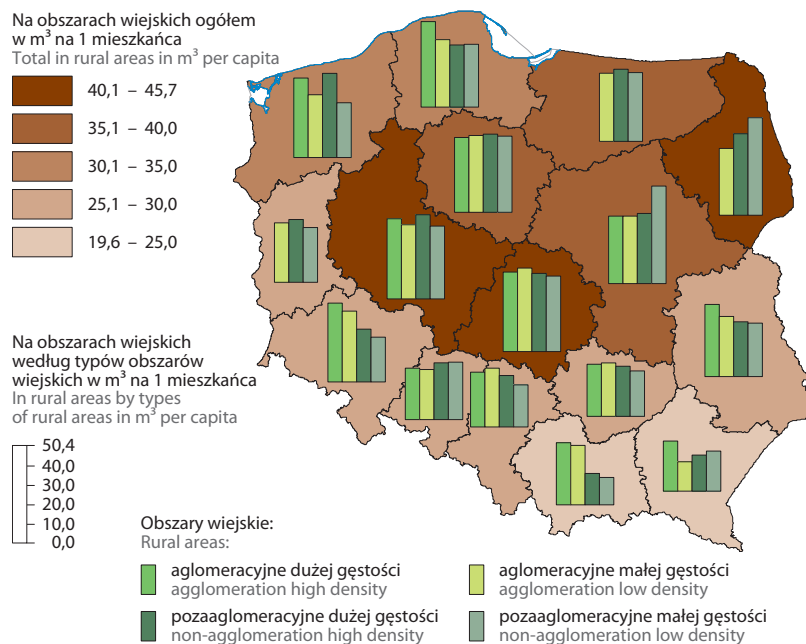 Na obszarach wiejskich ogółem
w m³ na 1 mieszkańca
Total in rural areas in m³ per capita
40,1 – 45,7
35,1 – 40,0
30,1 – 35,0
25,1 – 30,0
19,6 – 25,0
Na obszarach wiejskich
według typów obszarów
wiejskich w m³ na 1 mieszkańca
In rural areas by types
of rural areas in m³ per capita
50,4
40,0
30,0
20,0
10,0
0,0
Obszary wiejskie:
Rural areas:
aglomeracyjne dużej gęstości
agglomeration high density
aglomeracyjne małej gęstości
agglomeration low density
pozaaglomeracyjne dużej gęstości
non-agglomeration high density
pozaaglomeracyjne małej gęstości
non-agglomeration low density